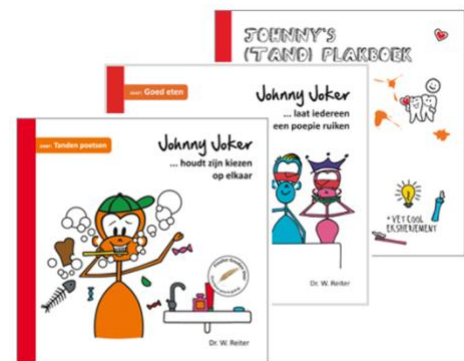 JOHNNY'S
(TAND) PLAKBOEK
+ VET COOL
EKSPIERIEMENT
over: Goed eten
Johnny Joker
... laat iedereen
een poepie ruiken
Dr. W. Reiter
over: Tanden poetsen
Johnny Joker
... houdt zijn kiezen
op elkaar
Dr. W. Reiter